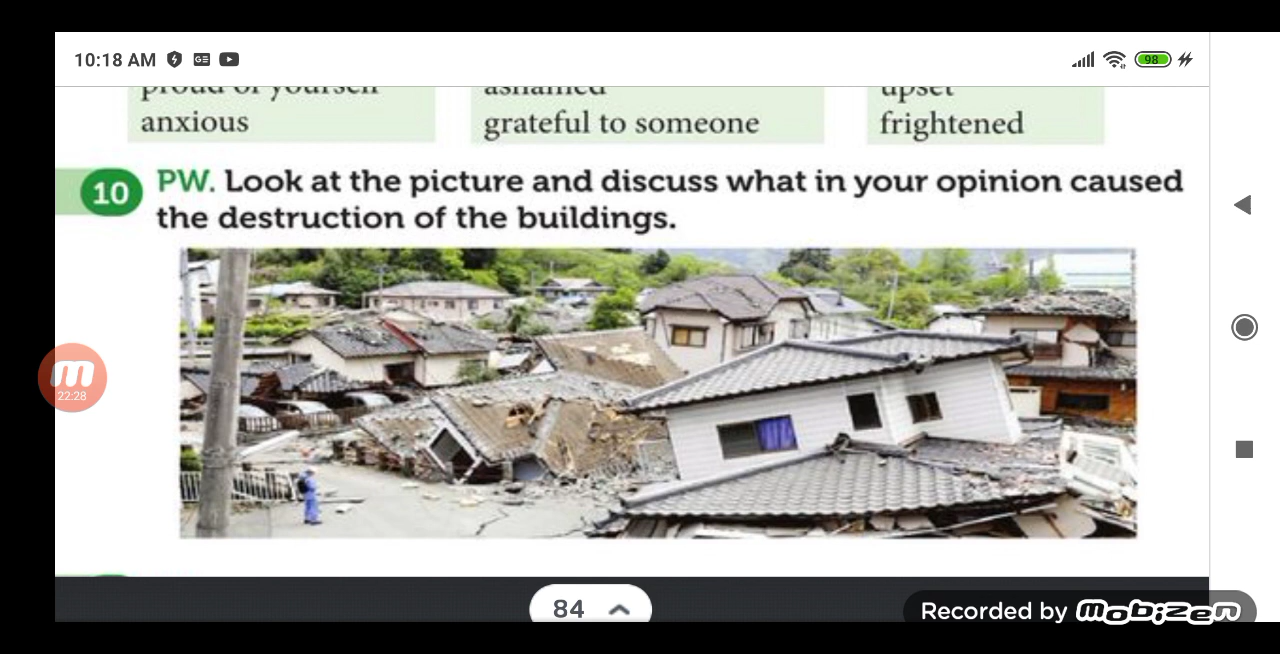 10:18 AM
98
anxious
grateful to someone
frightened
10 PW. Look at the picture and discuss what in your opinion caused
the destruction of the buildings.
22:28
84
Recorded by mobizen